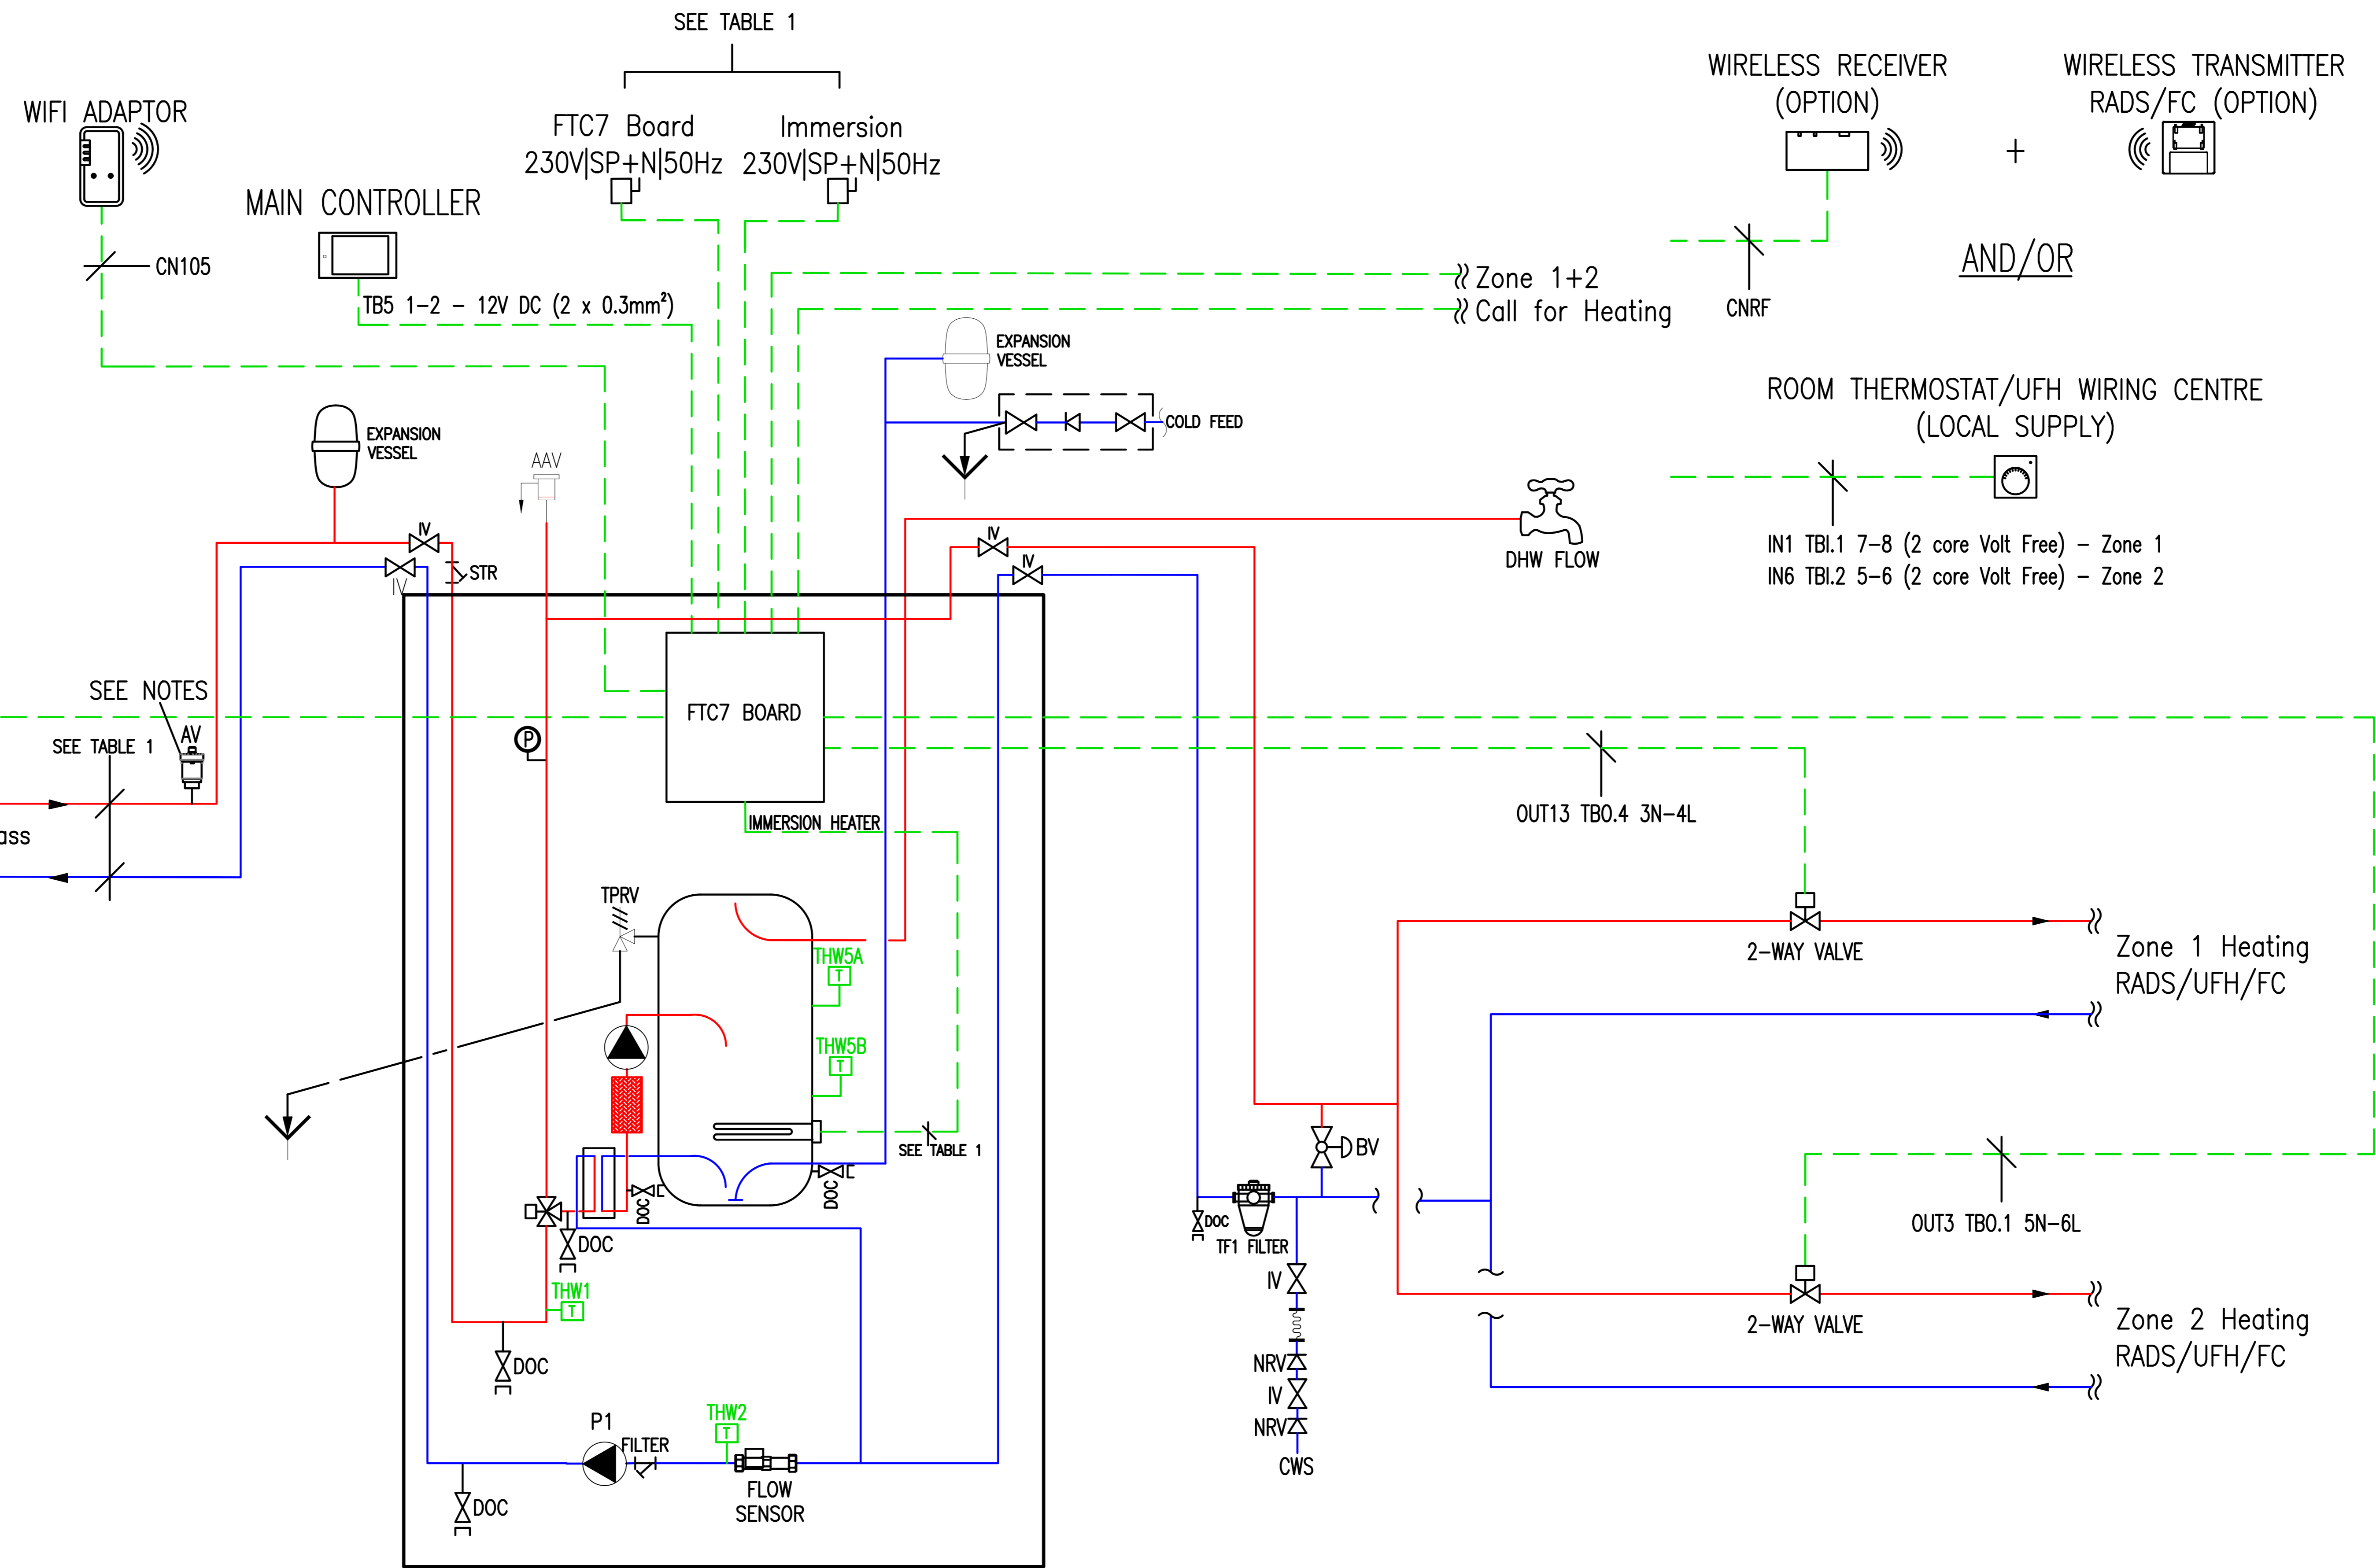 SEE TABLE 1
WIFI ADAPTOR
MAIN CONTROLLER
FTC7 Board
230V|SP+N|50Hz
Immersion
230V|SP+N|50Hz
WIRELESS RECEIVER
(OPTION)
+
WIRELESS TRANSMITTER
RADS/FC (OPTION)
CN105
TB5 1-2 - 12V DC (2 x 0.3mm²)
Zone 1+2
Call for Heating
CNRF
AND/OR
EXPANSION
VESSEL
COLD FEED
ROOM THERMOSTAT/UFH WIRING CENTRE
(LOCAL SUPPLY)
EXPANSION
VESSEL
AAV
IV
IV
STR
IV
IV
DHW FLOW
IN1 TBI.1 7-8 (2 core Volt Free) - Zone 1
IN6 TBI.2 5-6 (2 core Volt Free) - Zone 2
SEE NOTES
AV
SEE TABLE 1
ass
P
FTC7 BOARD
IMMERSION HEATER
OUT13 TBO.4 3N-4L
TPRV
THW5A
T
THW5B
T
SEE TABLE 1
DOC
DOC
DOC
THW1
T
DOC
2-WAY VALVE
Zone 1 Heating
RADS/UFH/FC
BV
DOC
TF1 FILTER
OUT3 TBO.1 5N-6L
IV
NRV
IV
NRV
CWS
2-WAY VALVE
Zone 2 Heating
RADS/UFH/FC
P1
FILTER
THW2
T
FLOW
SENSOR
DOC